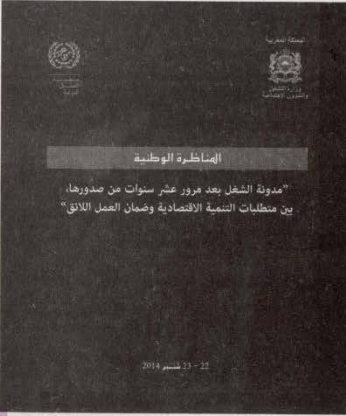 المملكة المغربية
وزارة التشغيل
والشؤون الاجتماعية
المناظرة الوطنية
"مدونة الشغل بعد مرور عشر سنوات من صدورها،
بين متطلبات التنمية الاقتصادية وضمان العمل اللائق"
22 - 23 شتنبر 2014